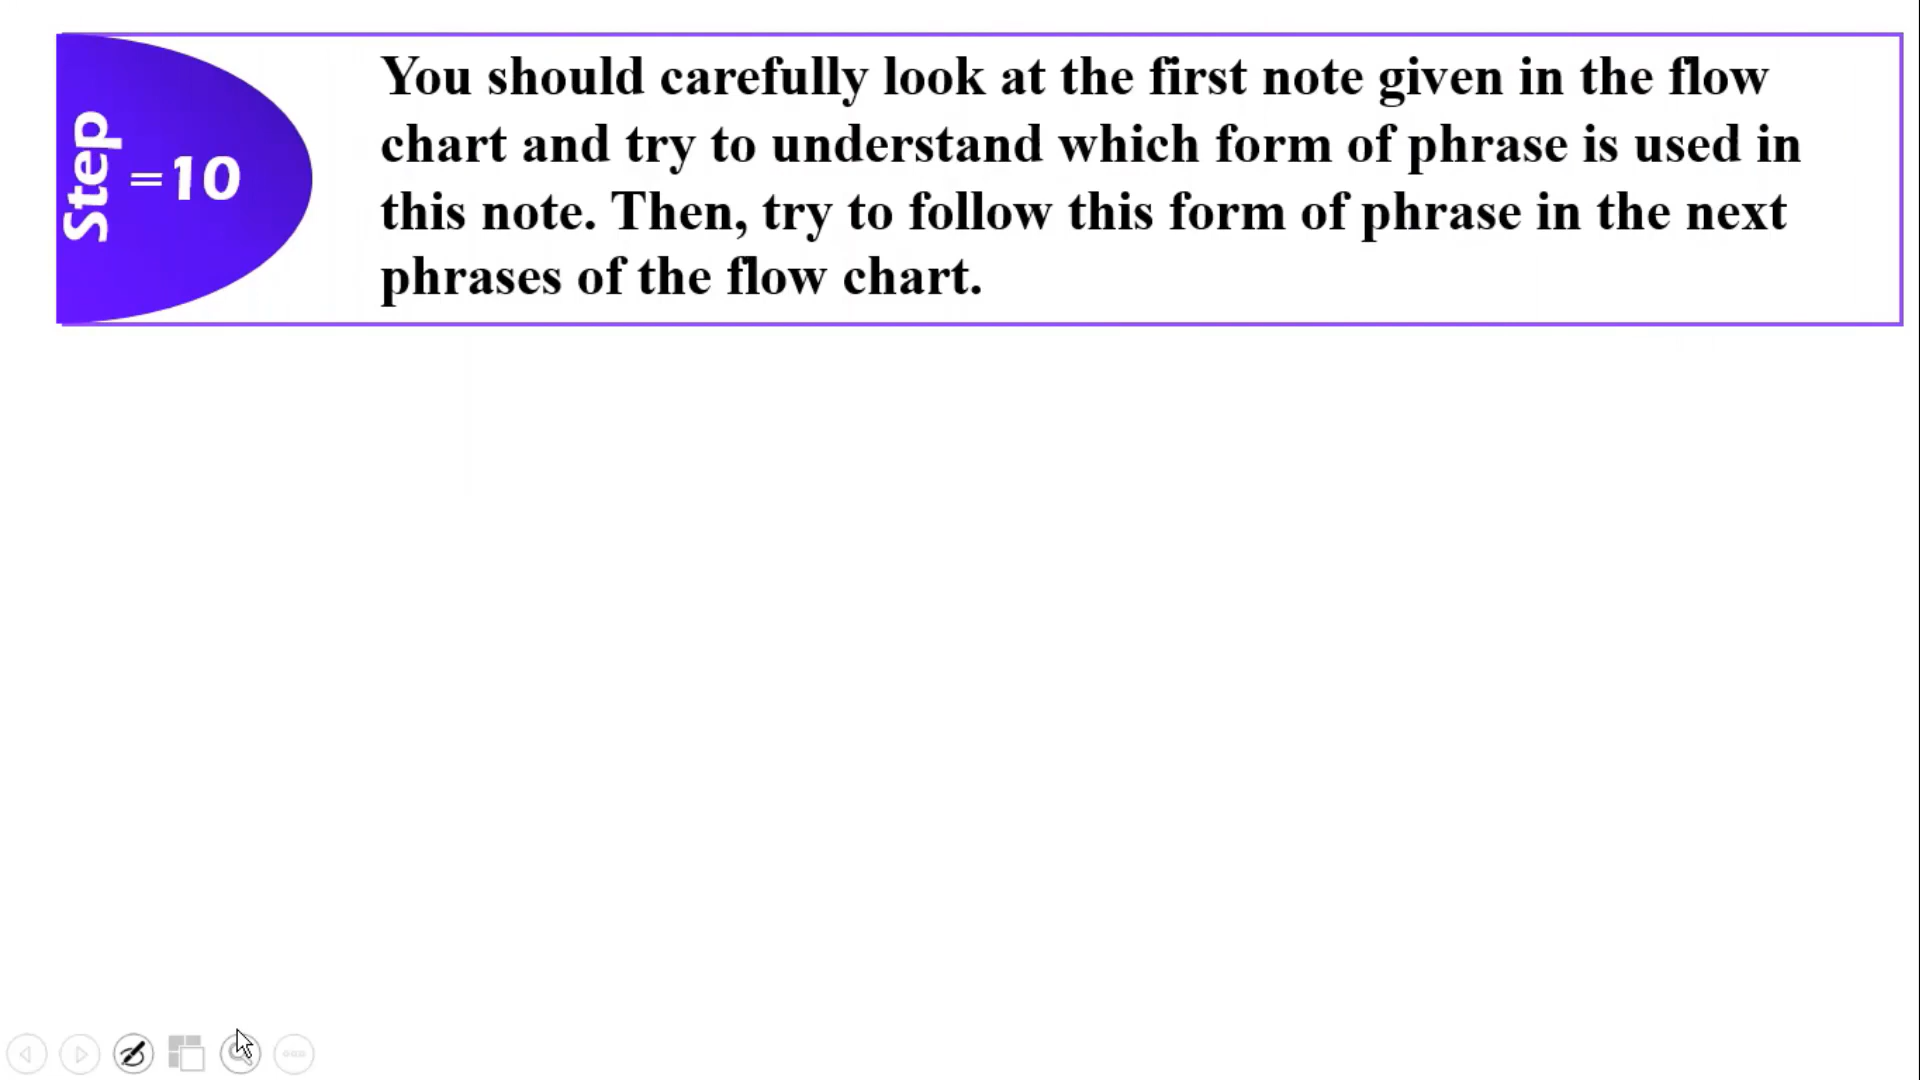 Step
=10
You should carefully look at the first note given in the flow
chart and try to understand which form of phrase is used in
this note. Then, try to follow this form of phrase in the next
phrases of the flow chart.